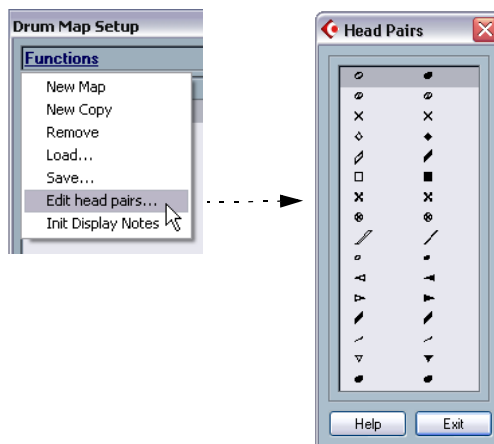 Drum Map Setup
Functions
New Map
New Copy
Remove
Load...
Save...
Edit head pairs...
Init Display Notes
Head Pairs
Help
Exit